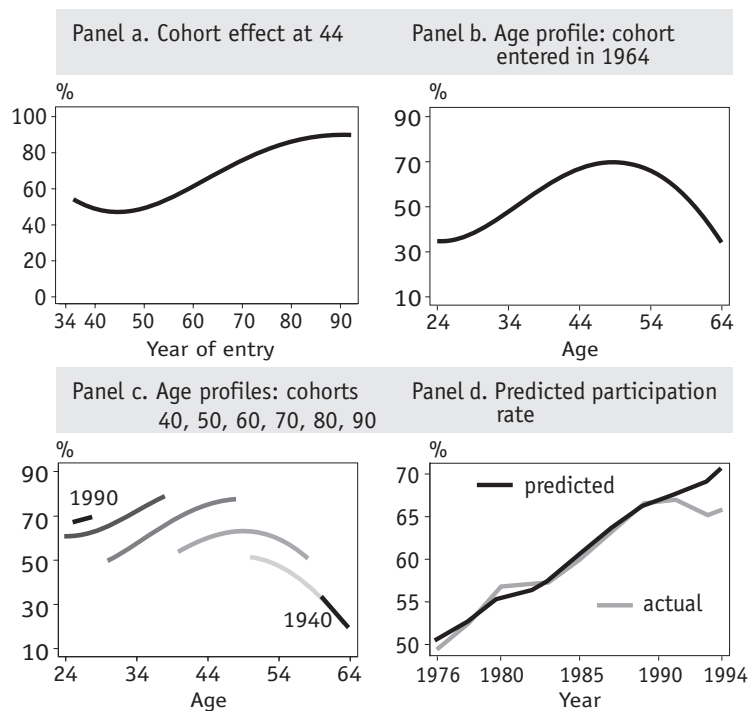 Panel a. Cohort effect at 44
%
100
80
60
40
20
0
34 40 50 60 70 80 90
Year of entry
Panel b. Age profile: cohort
entered in 1964
%
90
70
50
30
10
24 34 44 54 64
Age
Panel c. Age profiles: cohorts
40, 50, 60, 70, 80, 90
%
90
70
50
30
10
1990
1940
24 34 44 54 64
Age
Panel d. Predicted participation
rate
%
70
65
60
55
50
predicted
actual
1976 1980 1985 1990 1994
Year